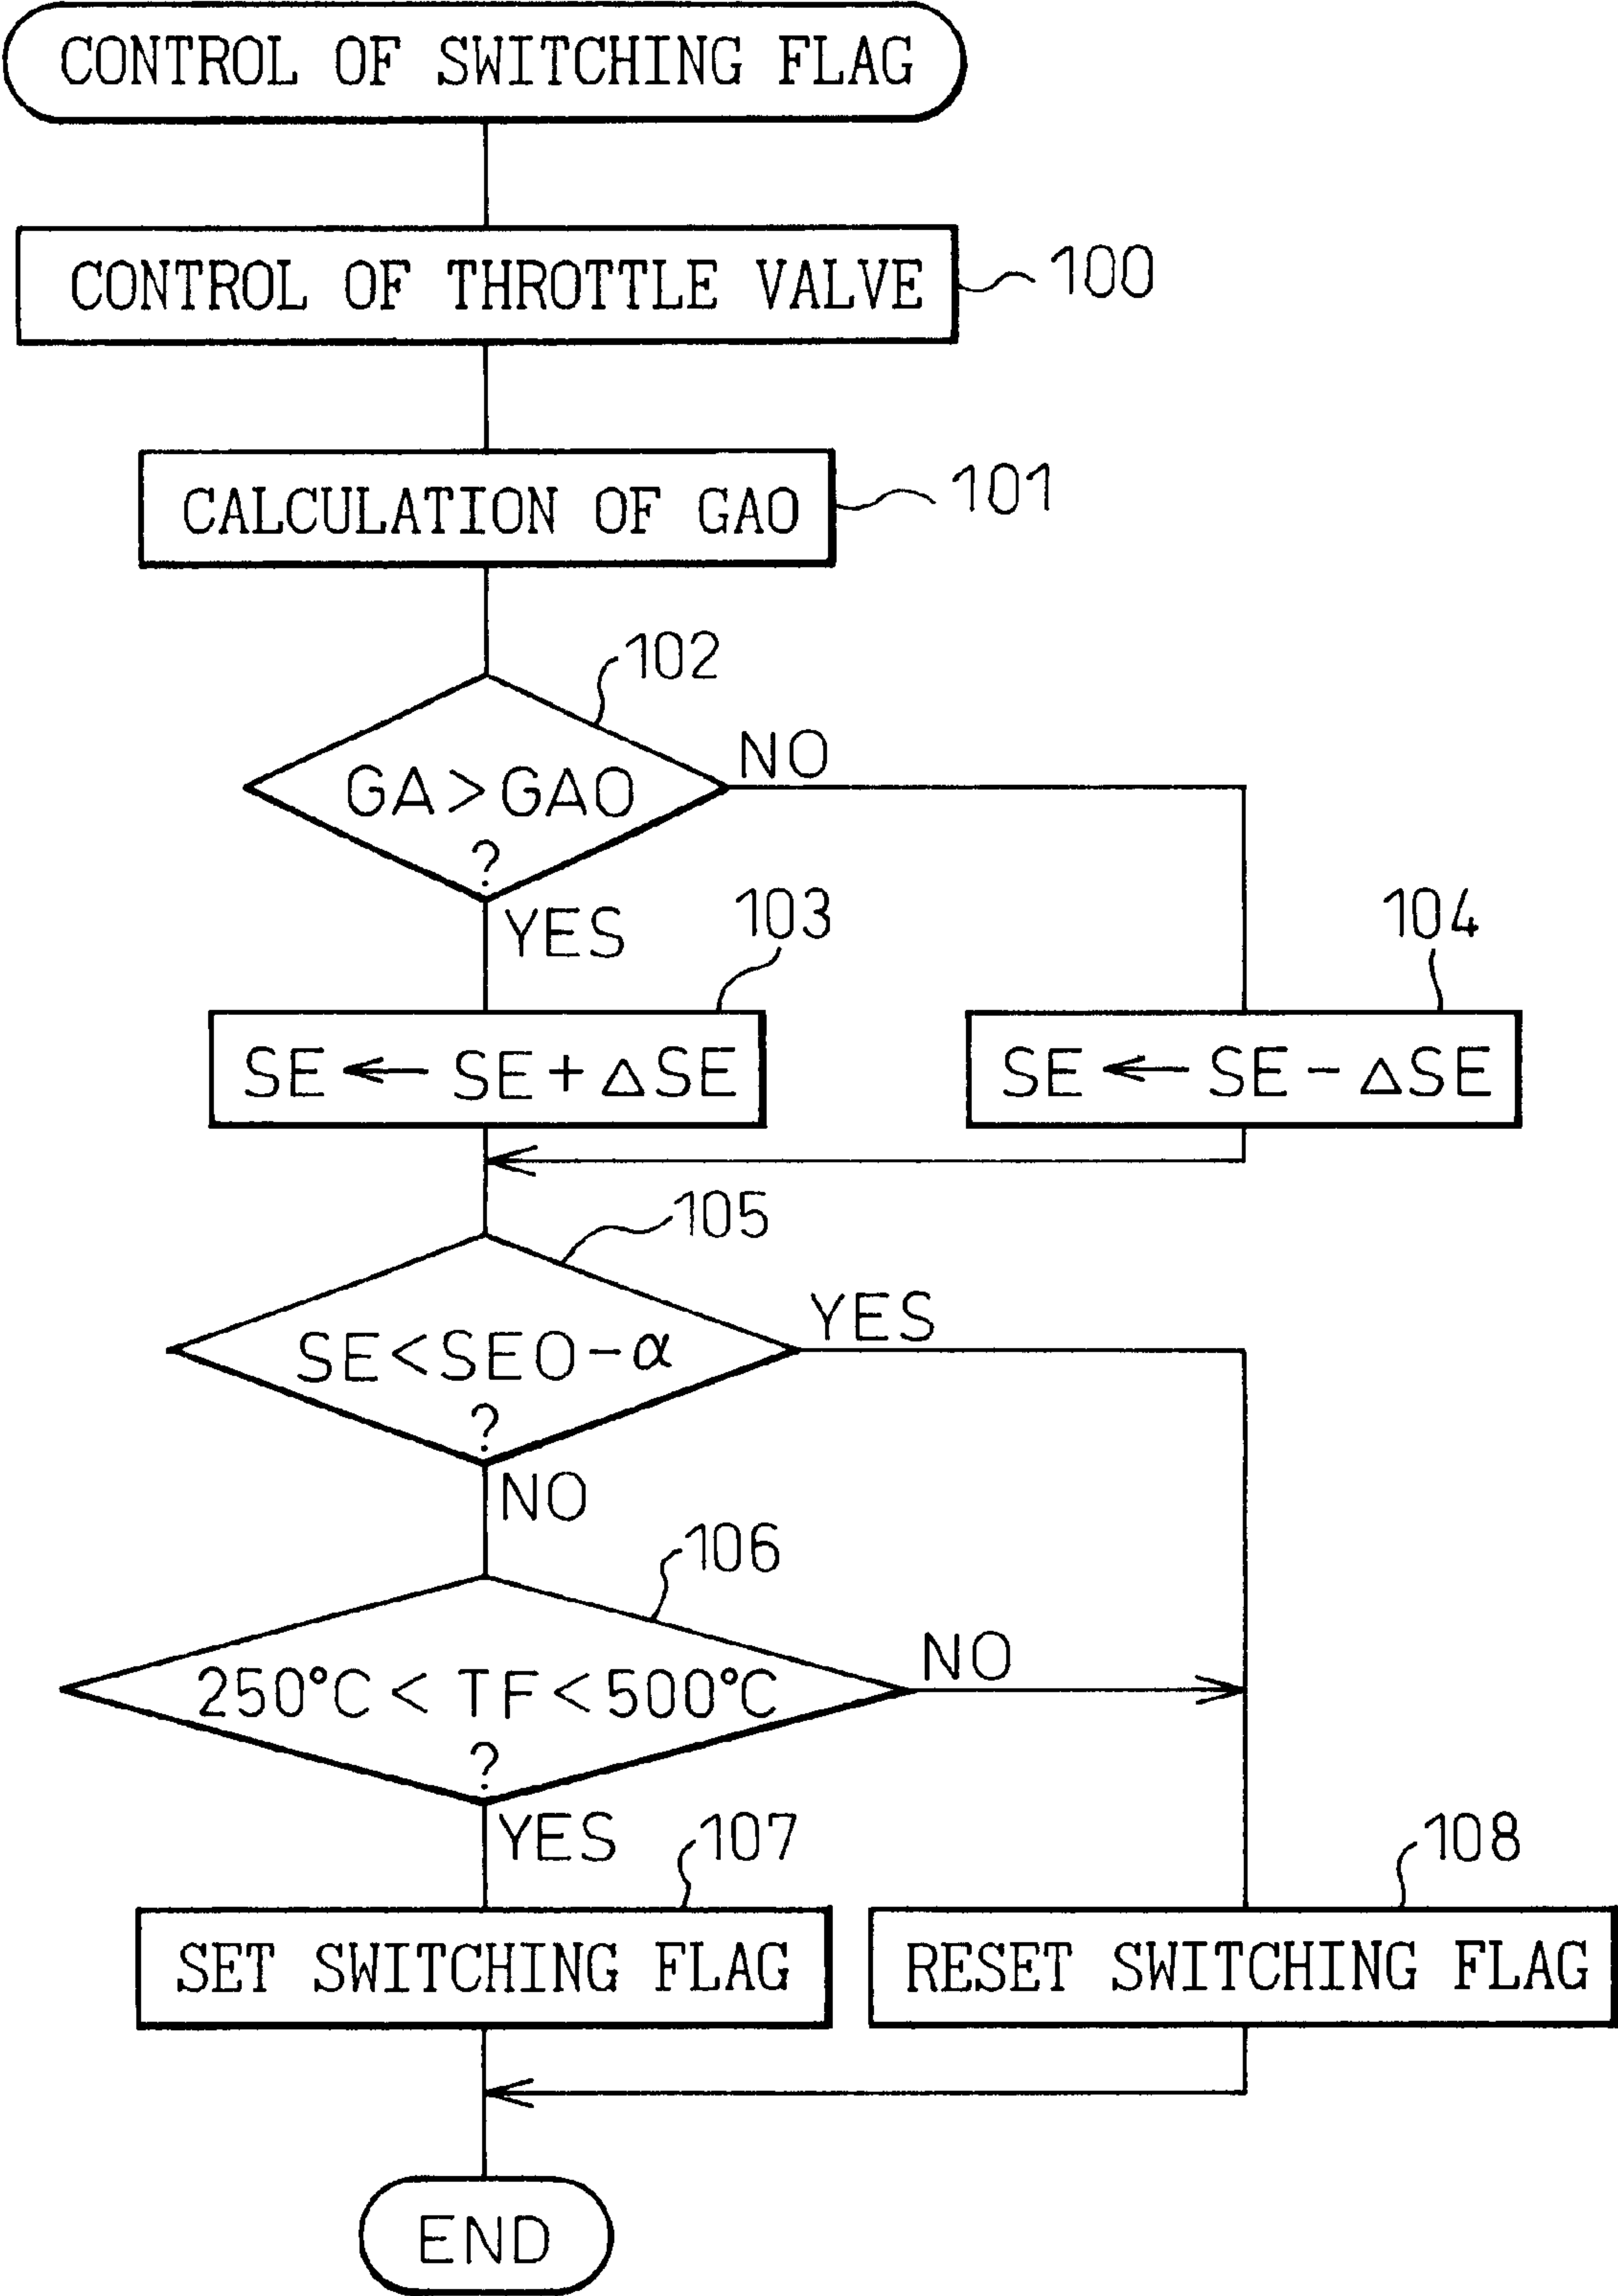 CONTROL OF SWITCHING FLAG
CONTROL OF THROTTLE VALVE
100
CALCULATION OF GAO
101
102
GA>GAO
?
NO
YES
103
104
SE ← SE + △SE
SE ← SE - △SE
105
SE<SEO-α
?
YES
NO
106
250°C < TF < 500°C
?
NO
YES
107
108
SET SWITCHING FLAG
RESET SWITCHING FLAG
END